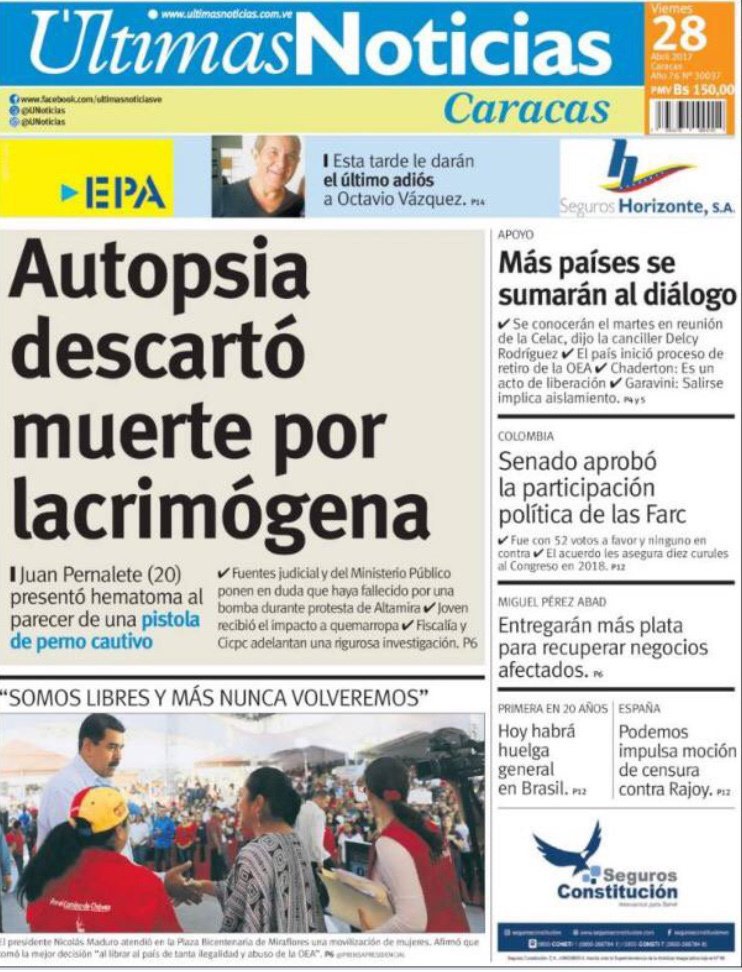 www.ultimasnoticias.com.ve
ÚltimasNoticias
Caracas
www.facebook.com/ultimasnoticiasve
@UNoticias
@UNoticias
Viernes
28
Abril 2017
Caracas
Año 76 Nº 30037
PMV Bs 150,00
EPA
Esta tarde le darán
el último adiós
a Octavio Vázquez. P14
Seguros Horizonte, S.A.
Autopsia
descartó
muerte por
lacrimógena
Juan Pernalete (20)
presentó hematoma al
parecer de una pistola
de perno cautivo
✔ Fuentes judicial y del Ministerio Público
ponen en duda que haya fallecido por una
bomba durante protesta de Altamira ✔ Joven
recibió el impacto a quemarropa ✔ Fiscalía y
Cicpc adelantan una rigurosa investigación. P6
APOYO
Más países se
sumarán al diálogo
✔ Se conocerán el martes en reunión
de la Celac, dijo la canciller Delcy
Rodríguez ✔ El país inició proceso de
retiro de la OEA ✔ Chaderton: Es un
acto de liberación ✔ Garavini: Salirse
implica aislamiento. P4 y 5
COLOMBIA
Senado aprobó
la participación
política de las Farc
✔ Fue con 52 votos a favor y ninguno en
contra ✔ El acuerdo les asegura diez curules
al Congreso en 2018. P12
MIGUEL PÉREZ ABAD
Entregarán más plata
para recuperar negocios
afectados. P6
PRIMERA EN 20 AÑOS
Hoy habrá
huelga
general
en Brasil. P12
ESPAÑA
Podemos
impulsa moción
de censura
contra Rajoy. P12
"SOMOS LIBRES Y MÁS NUNCA VOLVEREMOS"
El presidente Nicolás Maduro atendió en la Plaza Bicentenaria de Miraflores una movilización de mujeres. Afirmó que
tomó la mejor decisión "al librar al país de tanta ilegalidad y abuso de la OEA". P6 @PRENSAPRESIDENCIAL
Seguros
Constitución